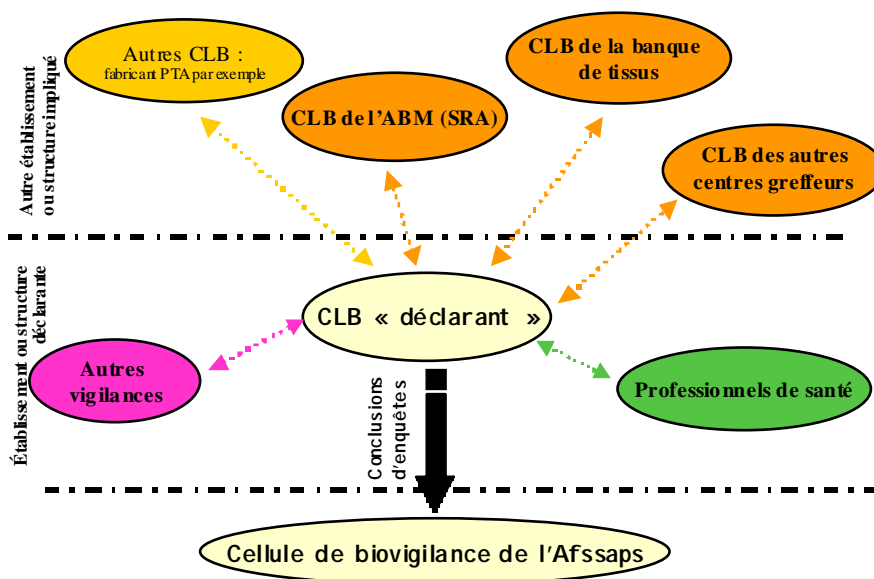 Autre établissement
ou structure impliqué
Autres CLB :
fabricant PTA par exemple
CLB de l'ABM (SRA)
CLB de la banque
de tissus
CLB des autres
centres greffeurs
Établissement ou structure
déclarante
CLB « déclarant »
Autres
vigilances
Professionnels de santé
Conclusions
d'enquêtes
Cellule de biovigilance de l'Afssaps